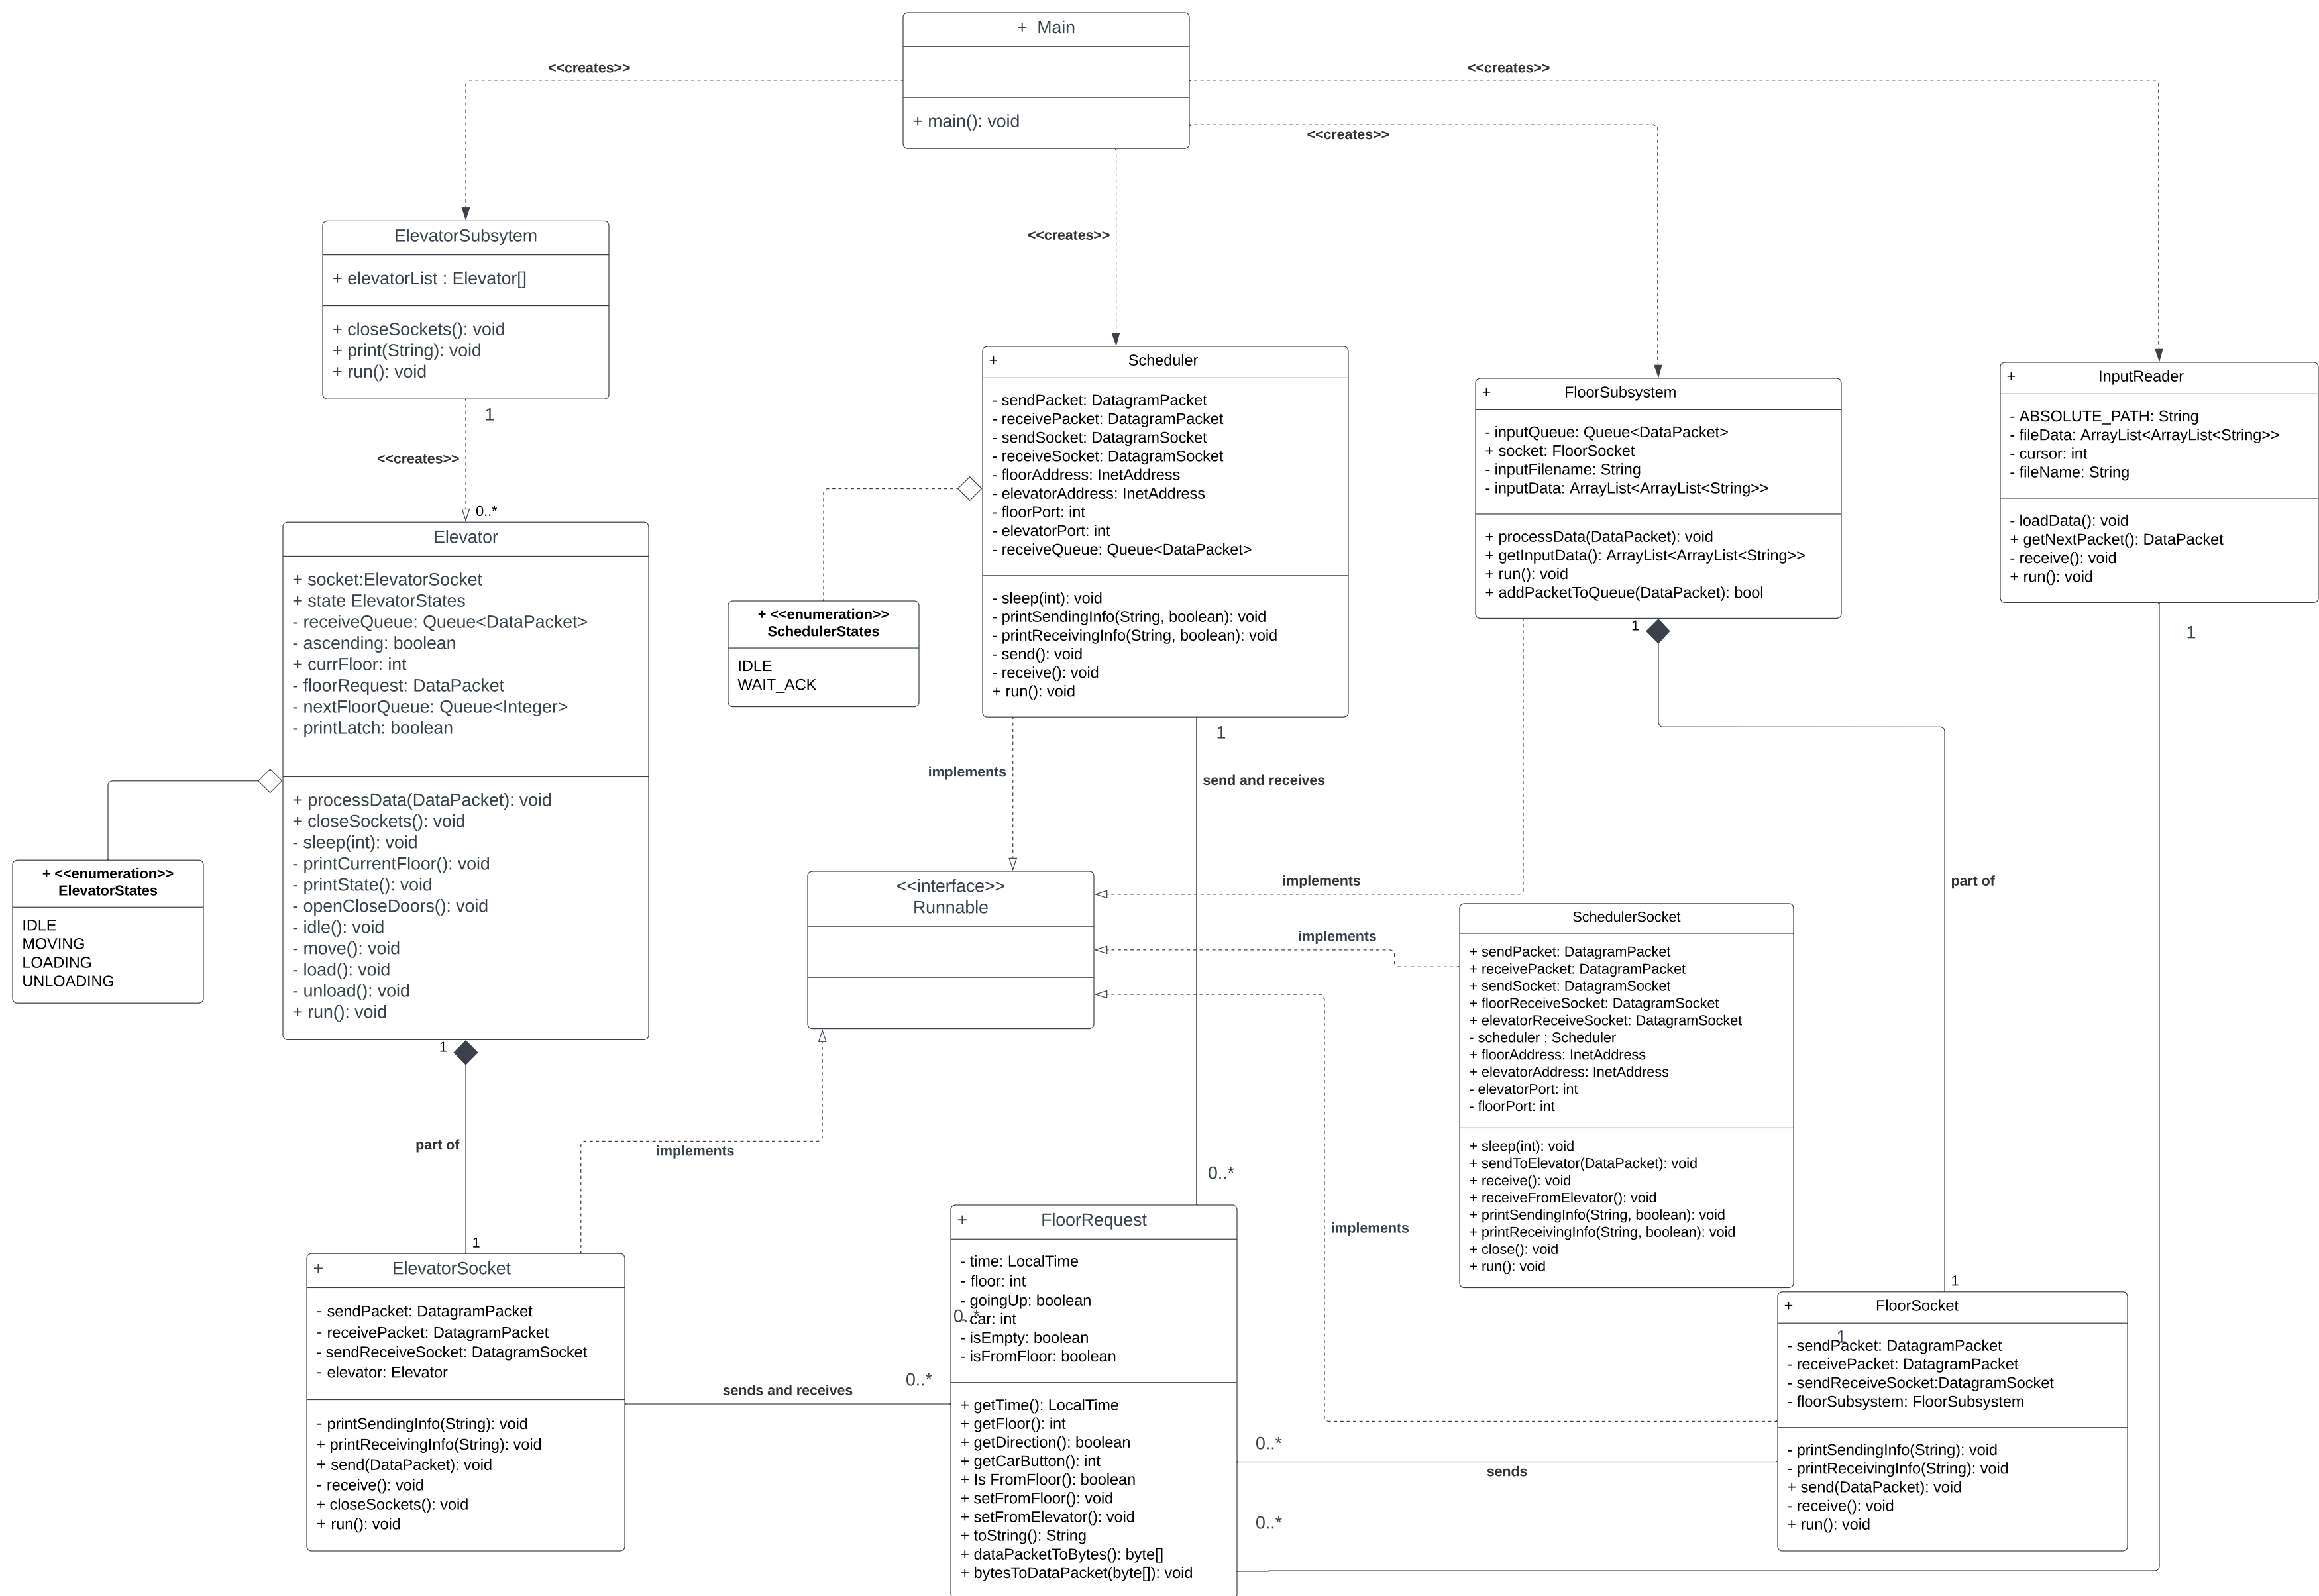 + Main
+ main(): void
<<creates>>
<<creates>>
<<creates>>
<<creates>>
ElevatorSubsytem
+ elevatorList : Elevator[]
+ closeSockets(): void
+ print(String): void
+ run(): void
1
<<creates>>
0..*
Elevator
+ socket:ElevatorSocket
+ state ElevatorStates
- receiveQueue: Queue<DataPacket>
- ascending: boolean
+ currFloor: int
- floorRequest: DataPacket
- nextFloorQueue: Queue<Integer>
- printLatch: boolean
+ processData(DataPacket): void
+ closeSockets(): void
- sleep(int): void
- printCurrentFloor(): void
- printState(): void
- openCloseDoors(): void
- idle(): void
- move(): void
- load(): void
- unload(): void
+ run(): void
+ <<enumeration>>
ElevatorStates
IDLE
MOVING
LOADING
UNLOADING
1
part of
1
+ ElevatorSocket
- sendPacket: DatagramPacket
- receivePacket: DatagramPacket
- sendReceiveSocket: DatagramSocket
- elevator: Elevator
- printSendingInfo(String): void
+ printReceivingInfo(String): void
+ send(DataPacket): void
- receive(): void
+ closeSockets(): void
+ run(): void
implements
sends and receives
0..*
+ <<enumeration>>
SchedulerStates
IDLE
WAIT_ACK
+ Scheduler
- sendPacket: DatagramPacket
- receivePacket: DatagramPacket
- sendSocket: DatagramSocket
- receiveSocket: DatagramSocket
- floorAddress: InetAddress
- elevatorAddress: InetAddress
- floorPort: int
- elevatorPort: int
- receiveQueue: Queue<DataPacket>
- sleep(int): void
- printSendingInfo(String, boolean): void
- printReceivingInfo(String, boolean): void
- send(): void
- receive(): void
+ run(): void
1
implements
send and receives
0..*
<<interface>>
Runnable
implements
implements
implements
+ FloorRequest
- time: LocalTime
- floor: int
- goingUp: boolean
0..*
- car: int
- isEmpty: boolean
- isFromFloor: boolean
+ getTime(): LocalTime
+ getFloor(): int
+ getDirection(): boolean
+ getCarButton(): int
+ Is FromFloor(): boolean
+ setFromFloor(): void
+ setFromElevator(): void
+ toString(): String
+ dataPacketToBytes(): byte[]
+ bytesToDataPacket(byte[]): void
0..*
sends
0..*
+ FloorSubsystem
- inputQueue: Queue<DataPacket>
+ socket: FloorSocket
- inputFilename: String
- inputData: ArrayList<ArrayList<String>>
+ processData(DataPacket): void
+ getInputData(): ArrayList<ArrayList<String>>
+ run(): void
+ addPacketToQueue(DataPacket): bool
1
part of
1
SchedulerSocket
+ sendPacket: DatagramPacket
+ receivePacket: DatagramPacket
+ sendSocket: DatagramSocket
+ floorReceiveSocket: DatagramSocket
+ elevatorReceiveSocket: DatagramSocket
- scheduler : Scheduler
+ floorAddress: InetAddress
+ elevatorAddress: InetAddress
- elevatorPort: int
- floorPort: int
+ sleep(int): void
+ sendToElevator(DataPacket): void
+ receive(): void
+ receiveFromElevator(): void
+ printSendingInfo(String, boolean): void
+ printReceivingInfo(String, boolean): void
+ close(): void
+ run(): void
+ FloorSocket
1
- sendPacket: DatagramPacket
- receivePacket: DatagramPacket
- sendReceiveSocket:DatagramSocket
- floorSubsystem: FloorSubsystem
- printSendingInfo(String): void
- printReceivingInfo(String): void
+ send(DataPacket): void
- receive(): void
+ run(): void
+ InputReader
- ABSOLUTE_PATH: String
- fileData: ArrayList<ArrayList<String>>
- cursor: int
- fileName: String
- loadData(): void
+ getNextPacket(): DataPacket
- receive(): void
+ run(): void
1